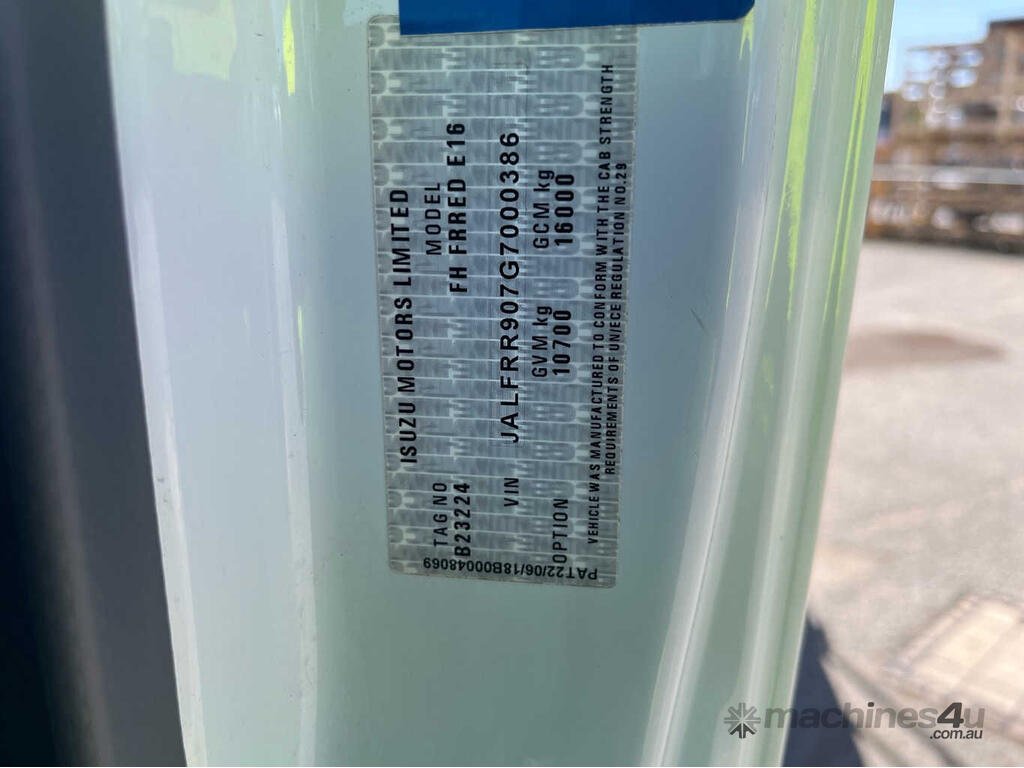 ISUZU MOTORS LIMITED
TAG NO MODEL
B23224 FH FRRED E16
VIN JALFRR907G7000386
GVM kg GCM kg
OPTION 10700 16000
VEHICLE WAS MANUFACTURED TO CONFORM WITH THE CAB STRENGTH
REQUIREMENTS OF UN/ECE REGULATION NO.29
PAT22/06/18B00048069
machines4u
.com.au